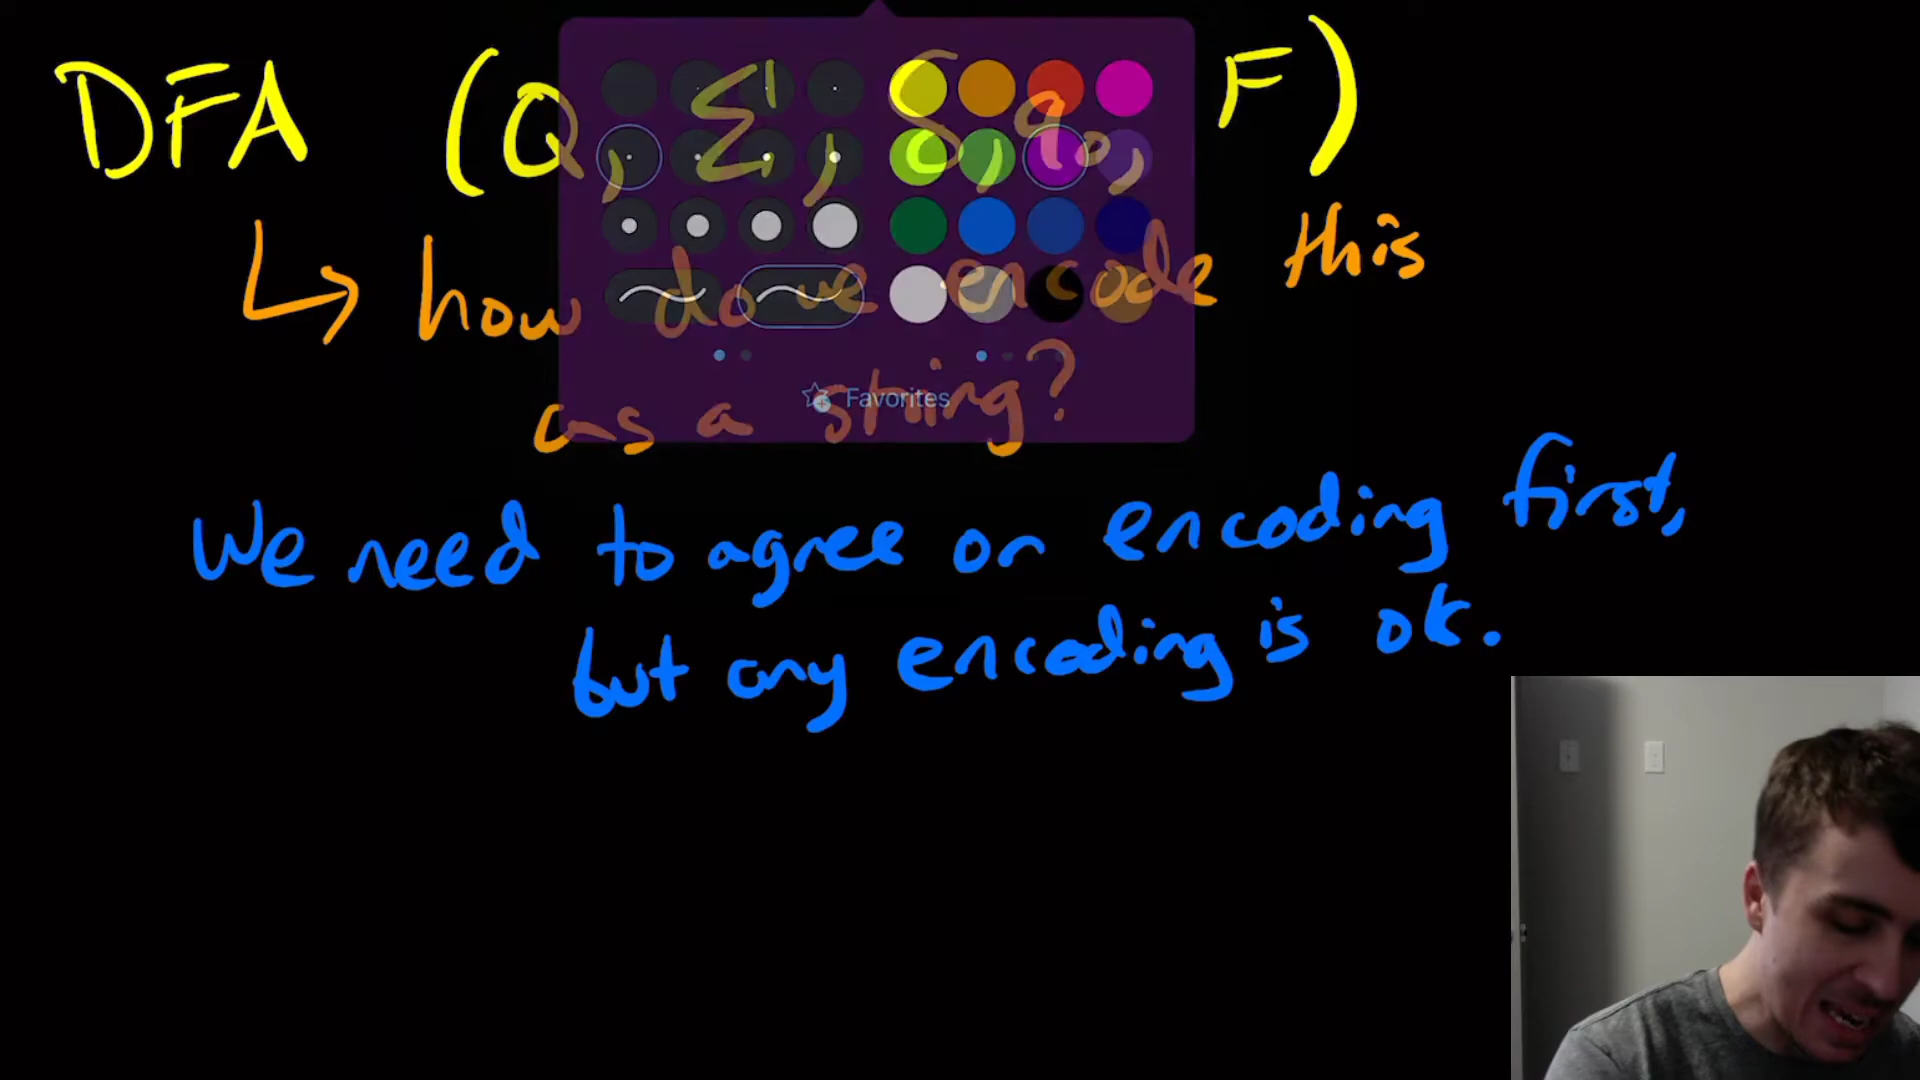 DFA (Q, Σ, δ, q₀, F)
↳ how do we encode this
as a string?
Favorites
We need to agree on encoding first,
but any encoding is ok.